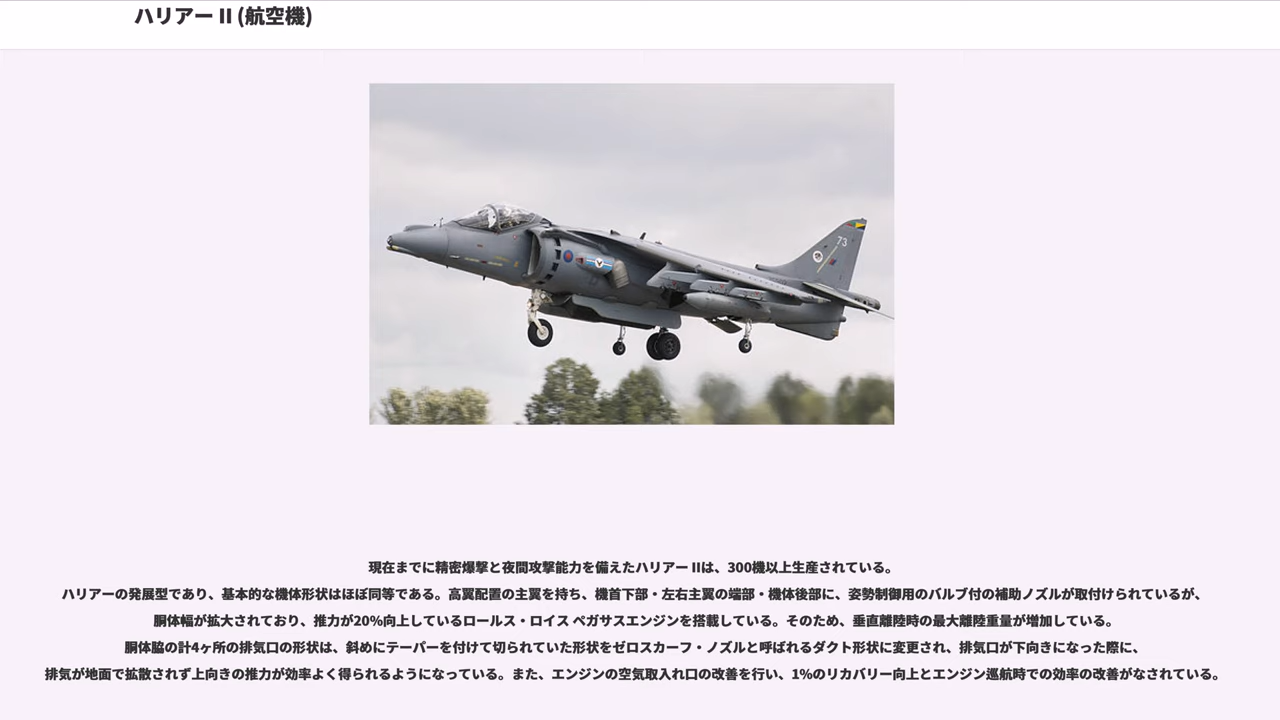 ハリアー II (航空機)
73
現在までに精密爆撃と夜間攻撃能力を備えたハリアー IIは、300機以上生産されている。
ハリアーの発展型であり、基本的な機体形状はほぼ同等である。高翼配置の主翼を持ち、機首下部・左右主翼の端部・機体後部に、姿勢制御用のバルブ付の補助ノズルが取付けられているが、
胴体幅が拡大されており、推力が20%向上しているロールス・ロイス ペガサスエンジンを搭載している。そのため、垂直離陸時の最大離陸重量が増加している。
胴体脇の計4ヶ所の排気口の形状は、斜めにテーパーを付けて切られていた形状をゼロスカーフ・ノズルと呼ばれるダクト形状に変更され、排気口が下向きになった際に、
排気が地面で拡散されず上向きの推力が効率よく得られるようになっている。また、エンジンの空気取入れ口の改善を行い、1%のリカバリー向上とエンジン巡航時での効率の改善がなされている。